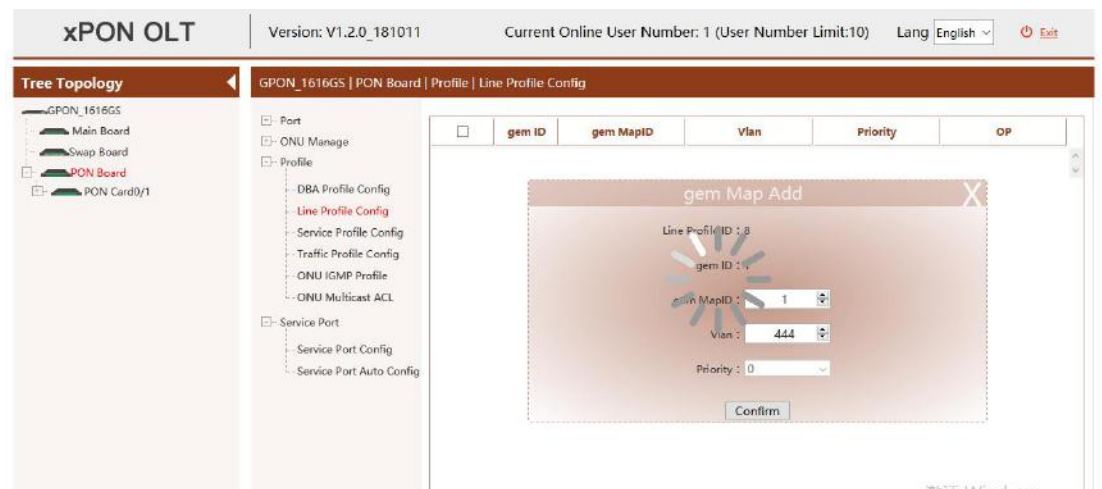 xPON OLT
Version: V1.2.0_181011
Current Online User Number: 1 (User Number Limit:10)
Lang English
Exit
Tree Topology
GPON_1616GS | PON Board | Profile | Line Profile Config
GPON_1616GS
Main Board
Swap Board
PON Board
PON Card0/1
Port
ONU Manage
Profile
DBA Profile Config
Line Profile Config
Service Profile Config
Traffic Profile Config
ONU IGMP Profile
ONU Multicast ACL
Service Port
Service Port Config
Service Port Auto Config
gem ID gem MapID Vlan Priority OP
gem Map Add X
Line Profile ID : 8
gem ID :
gem MapID : 1
Vlan : 444
Priority : 0
Confirm